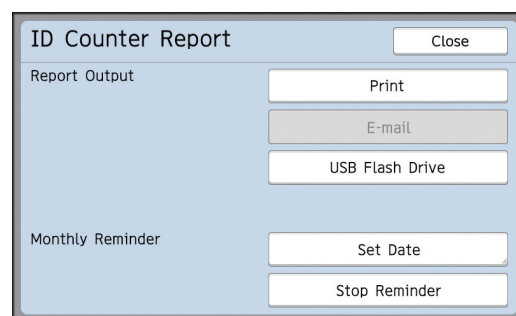 ID Counter Report
Close
Report Output
Print
E-mail
USB Flash Drive
Monthly Reminder
Set Date
Stop Reminder